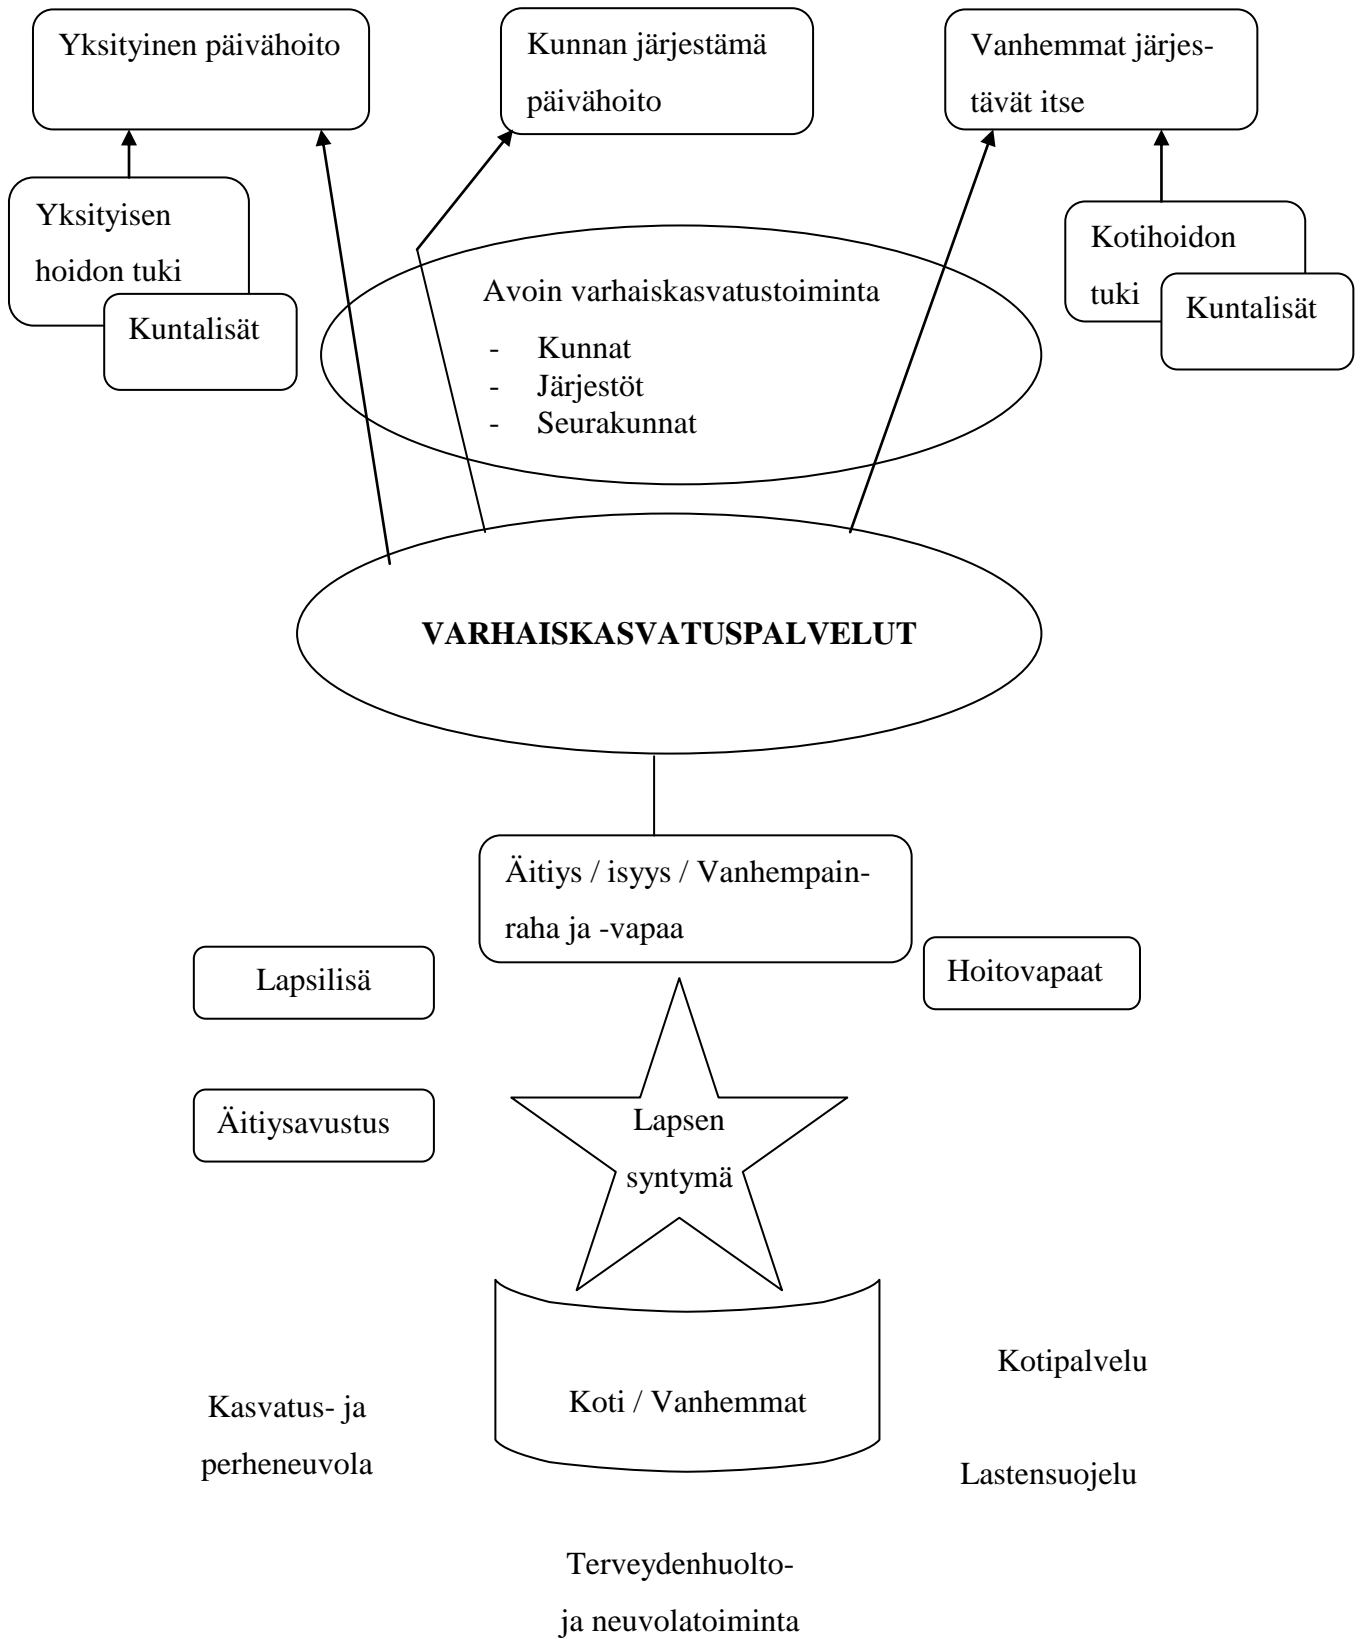 Yksityinen päivähoito
Kunnan järjestämä
päivähoito
Vanhemmat järjes-
tävät itse
Yksityisen
hoidon tuki
Kuntalisät
Kotihoidon
tuki
Kuntalisät
Avoin varhaiskasvatustoiminta
- Kunnat
- Järjestöt
- Seurakunnat
VARHAISKASVATUSPALVELUT
Äitiys / isyys / Vanhempain-
raha ja -vapaa
Lapsilisä
Hoitovapaat
Äitiysavustus
Lapsen
syntymä
Koti / Vanhemmat
Kotipalvelu
Kasvatus- ja
perheneuvola
Lastensuojelu
Terveydenhuolto-
ja neuvolatoiminta